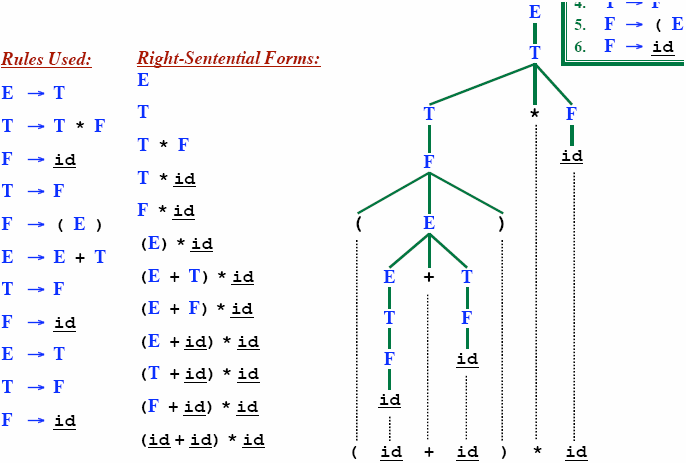 4. T → F
5. F → ( E
6. F → id
Rules Used:
E → T
T → T * F
F → id
T → F
F → ( E )
E → E + T
T → F
F → id
E → T
T → F
F → id
Right-Sentential Forms:
E
T
T * F
T * id
F * id
(E) * id
(E + T) * id
(E + F) * id
(E + id) * id
(T + id) * id
(F + id) * id
(id + id) * id
E
T
T * F
F id
( E )
E + T
T F
F id
id
( id + id ) * id